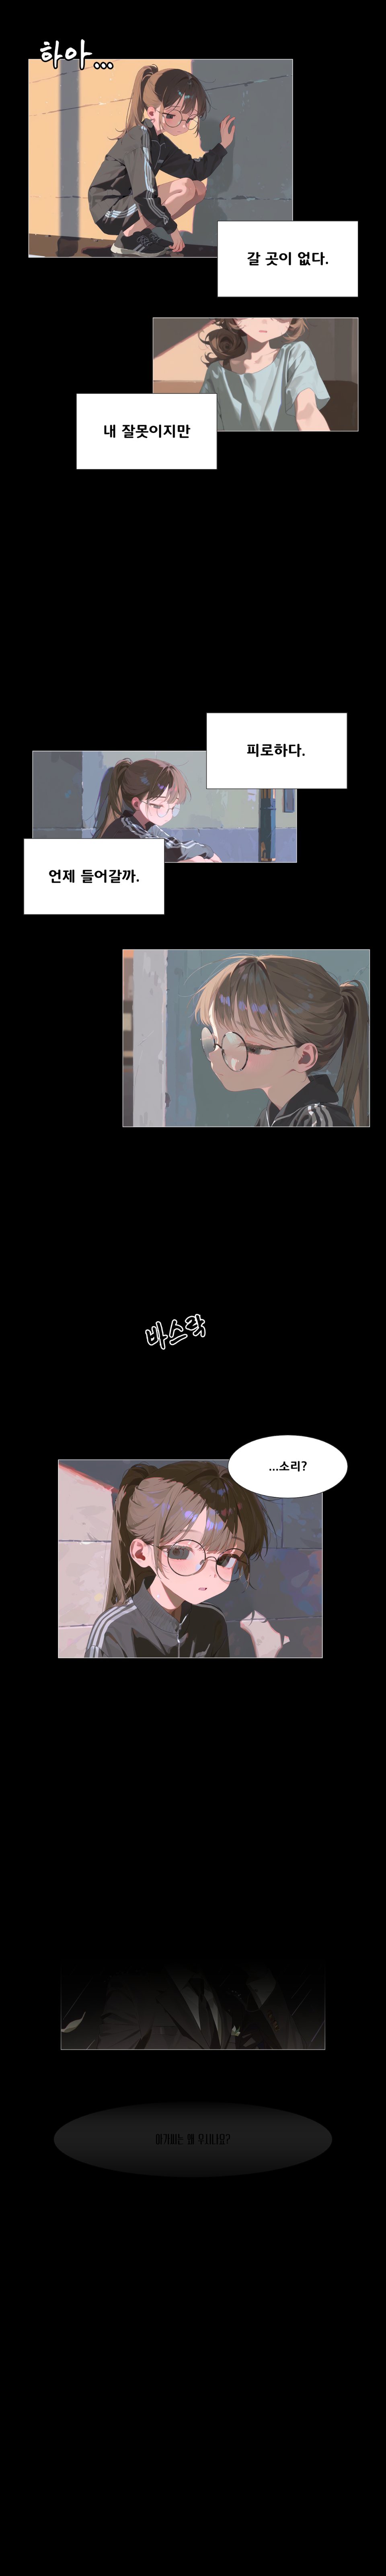 하아...
갈 곳이 없다.
내 잘못이지만
피로하다.
언제 들어갈까.
바스락
...소리?